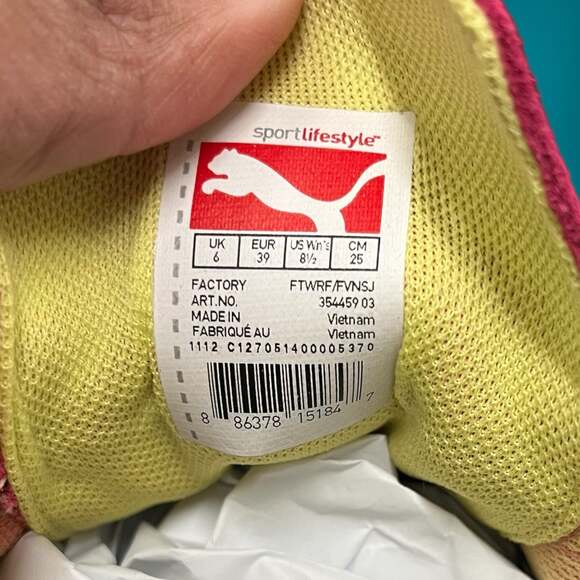 sportlifestyle™
UK EUR US Wn's CM
6 39 8½ 25
FACTORY FTWRF/FVNSJ
ART.NO. 354459 03
MADE IN Vietnam
FABRIQUÉ AU Vietnam
1112 C127051400005370
8 86378 15184 7